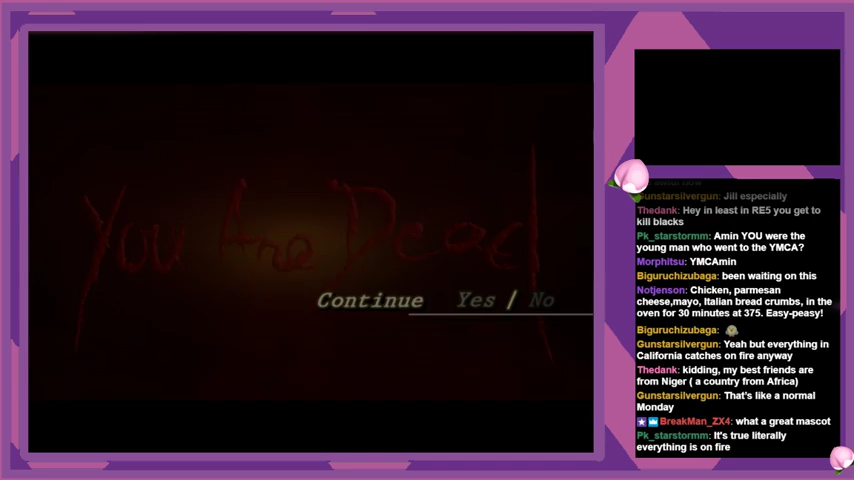 You Are Dead
Continue Yes / No
Gunstarsilvergun: Jill especially
Thedank: Hey in least in RE5 you get to
kill blacks
Pk_starstormm: Amin YOU were the
young man who went to the YMCA?
Morphitsu: YMCAmin
Biguruchizubaga: been waiting on this
Notjenson: Chicken, parmesan
cheese,mayo, Italian bread crumbs, in the
oven for 30 minutes at 375. Easy-peasy!
Biguruchizubaga:
Gunstarsilvergun: Yeah but everything in
California catches on fire anyway
Thedank: kidding, my best friends are
from Niger ( a country from Africa)
Gunstarsilvergun: That's like a normal
Monday
BreakMan_ZX4: what a great mascot
Pk_starstormm: It's true literally
everything is on fire